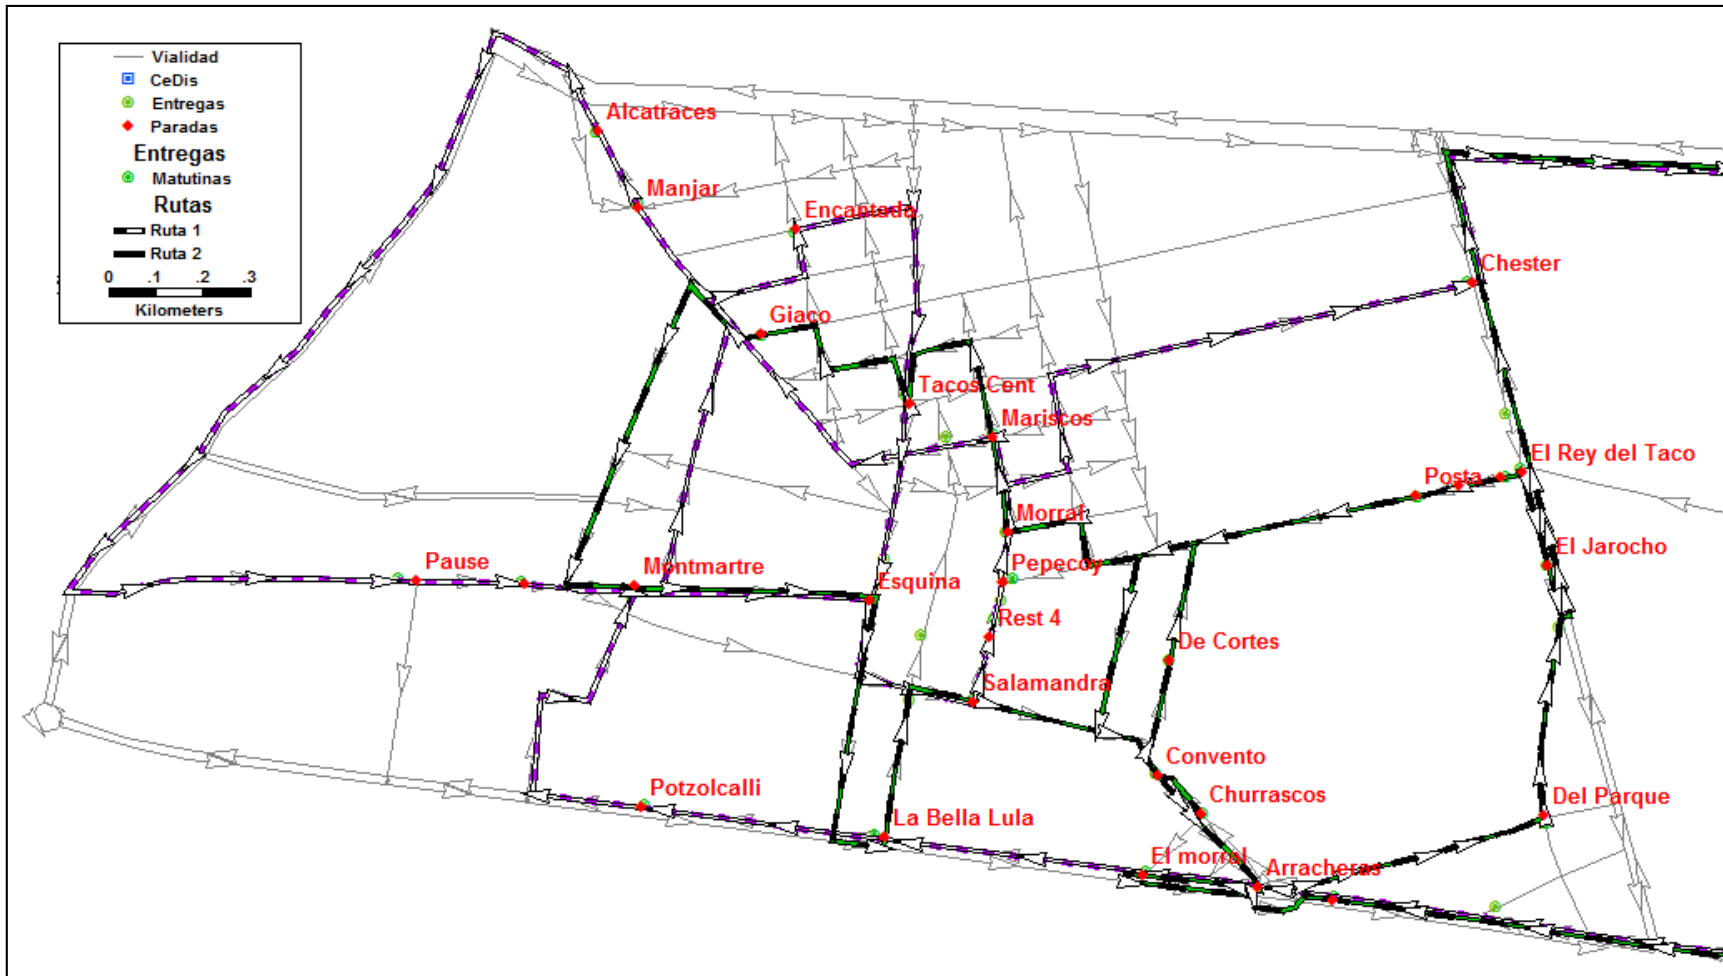 Vialidad
CeDis
Entregas
Paradas
Entregas
Matutinas
Rutas
Ruta 1
Ruta 2
0 .1 .2 .3
Kilometers
Alcatraces
Manjar
Encantada
Chester
Giaco
Tacos Cont
Mariscos
El Rey del Taco
Posta
Morral
El Jarocho
Pause
Montmartre
Pepecoy
Esquina
Rest 4
De Cortes
Salamandra
Convento
Potzolcalli
Churrascos
Del Parque
La Bella Lula
El morral
Arracheras